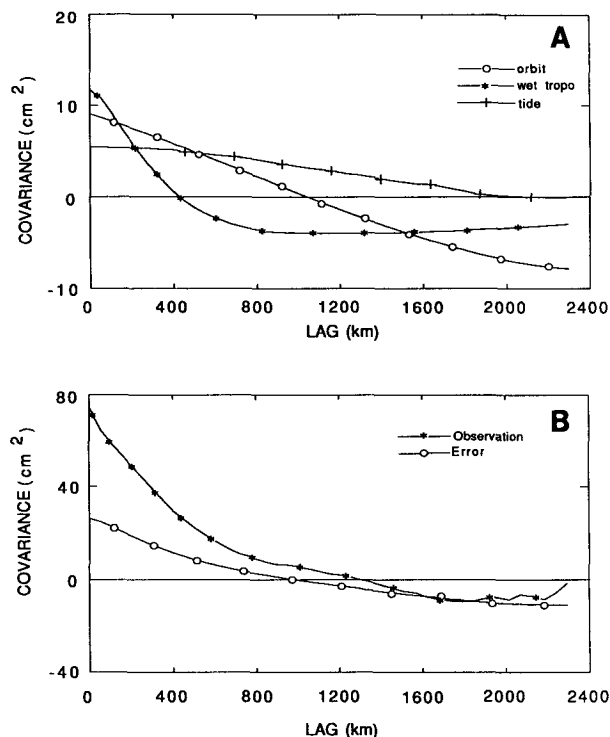 A
orbit
wet tropo
tide
COVARIANCE (cm 2)
20
10
0
-10
0
400
800
1200
1600
2000
2400
LAG (km)
B
Observation
Error
COVARIANCE (cm 2)
80
40
0
-40
0
400
800
1200
1600
2000
2400
LAG (km)